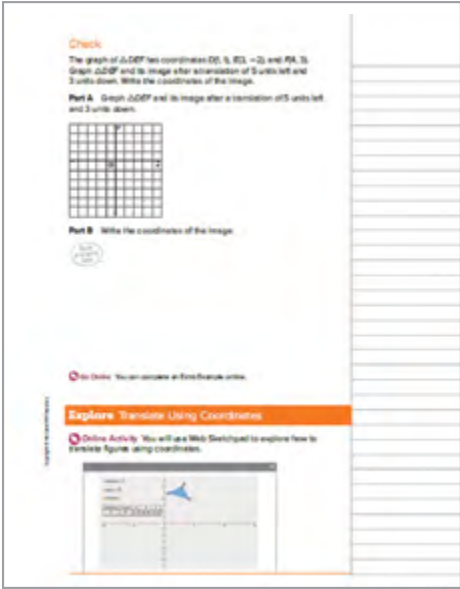 Check
The graph of △DEF has coordinates D(1, 1), E(3, −2), and F(4, 3).
Graph △DEF and its image after a translation of 5 units left and
3 units down. Write the coordinates of the image.
Part A Graph △DEF and its image after a translation of 5 units left
and 3 units down.
Part B Write the coordinates of the image.
Go Online You can complete an Extra Example online.
Explore Translate Using Coordinates
Online Activity You will use Web Sketchpad to explore how to
translate figures using coordinates.